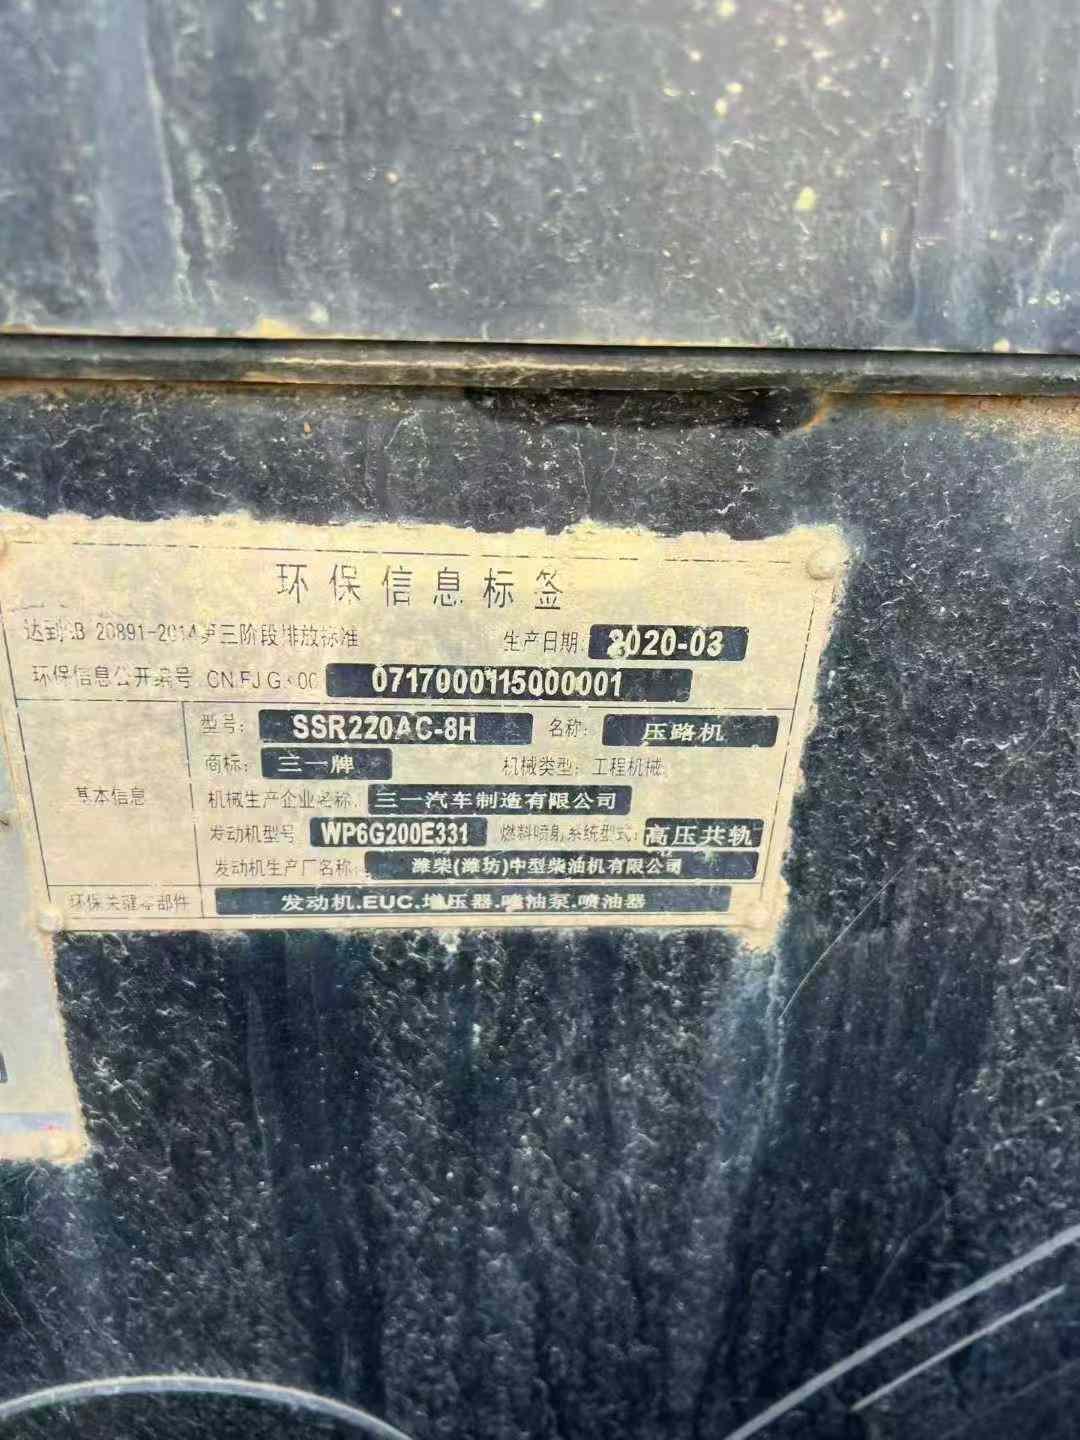 环保信息标签
达到GB 20891-2014第三阶段排放标准 生产日期: 2020-03
环保信息公开编号 CN FJ G3 00 0717000115000001
基本信息
型号: SSR220AC-8H 名称: 压路机
商标: 三一牌 机械类型: 工程机械
机械生产企业名称: 三一汽车制造有限公司
发动机型号 WP6G200E331 燃料喷射系统型式: 高压共轨
发动机生产厂名称: 潍柴(潍坊)中型柴油机有限公司
环保关键零部件 发动机.EUC.增压器.喷油泵.喷油器